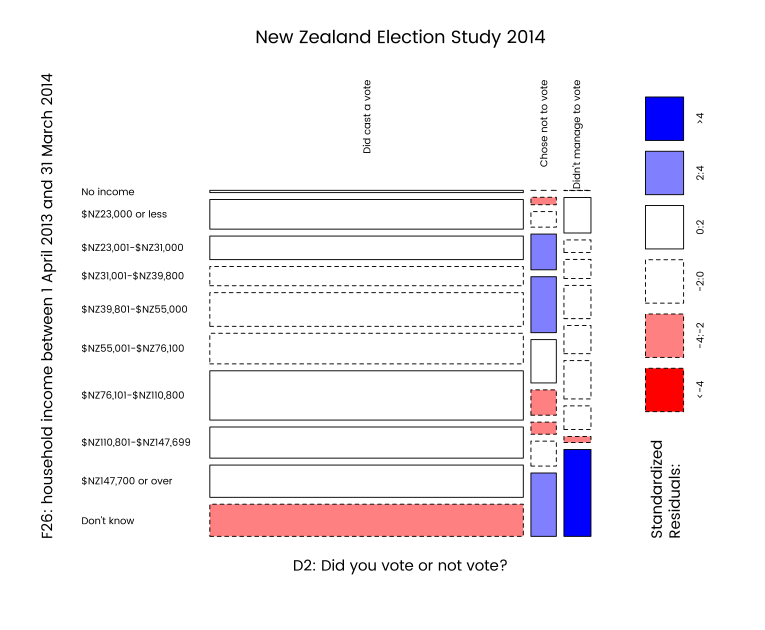 New Zealand Election Study 2014
F26: household income between 1 April 2013 and 31 March 2014
Did cast a vote
Chose not to vote
Didn't manage to vote
No income
$NZ23,000 or less
$NZ23,001-$NZ31,000
$NZ31,001-$NZ39,800
$NZ39,801-$NZ55,000
$NZ55,001-$NZ76,100
$NZ76,101-$NZ110,800
$NZ110,801-$NZ147,699
$NZ147,700 or over
Don't know
D2: Did you vote or not vote?
>4
2:4
0:2
-2:0
-4:-2
<-4
Standardized
Residuals: